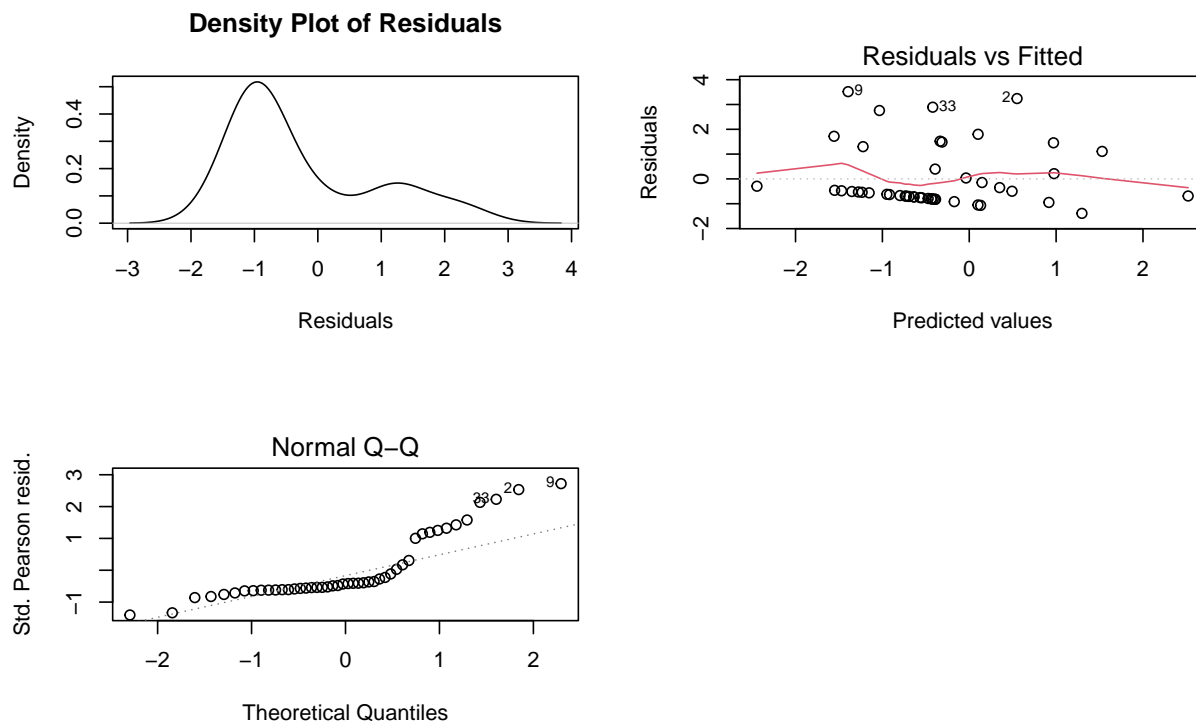 Density Plot of Residuals
Density
0.0 0.2 0.4
−3 −2 −1 0 1 2 3 4
Residuals
Residuals vs Fitted
Residuals
−2 0 2 4
9
33
2
−2 −1 0 1 2
Predicted values
Normal Q−Q
Std. Pearson resid.
−1 1 2 3
33
2
9
−2 −1 0 1 2
Theoretical Quantiles